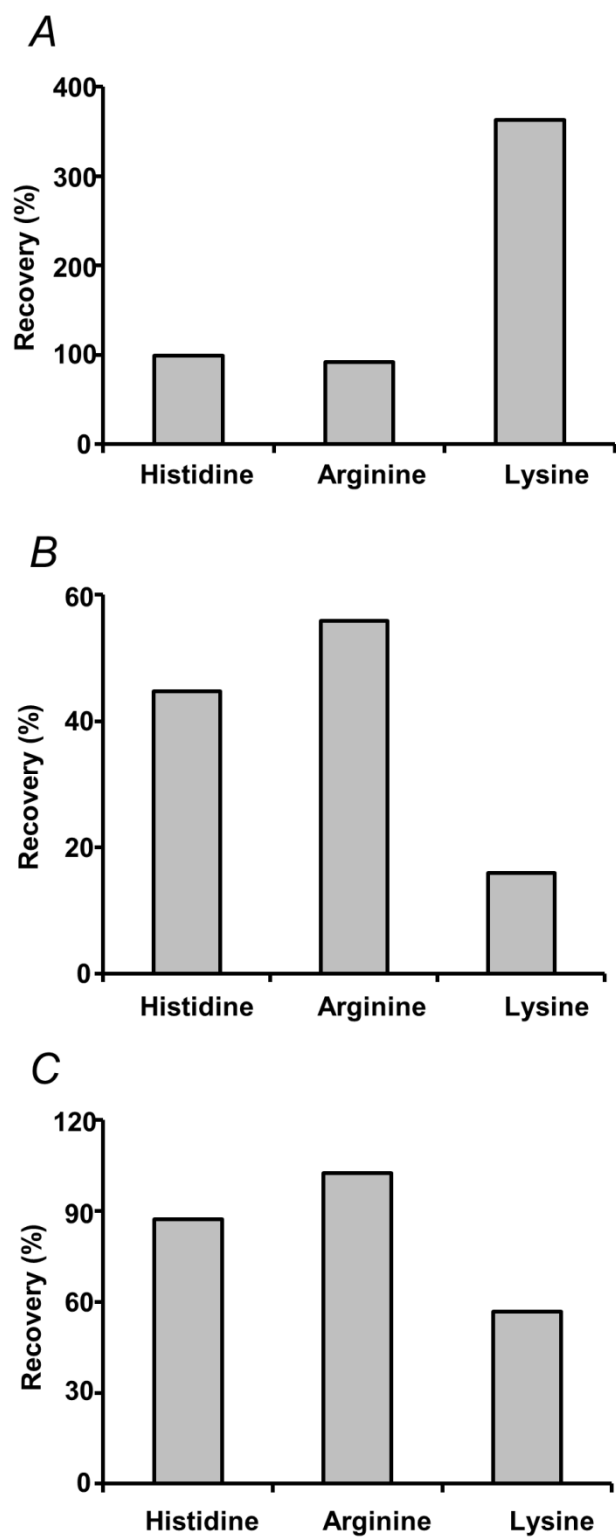 A
Recovery (%)
400
300
200
100
0
Histidine Arginine Lysine
B
Recovery (%)
60
40
20
0
Histidine Arginine Lysine
C
Recovery (%)
120
90
60
30
0
Histidine Arginine Lysine